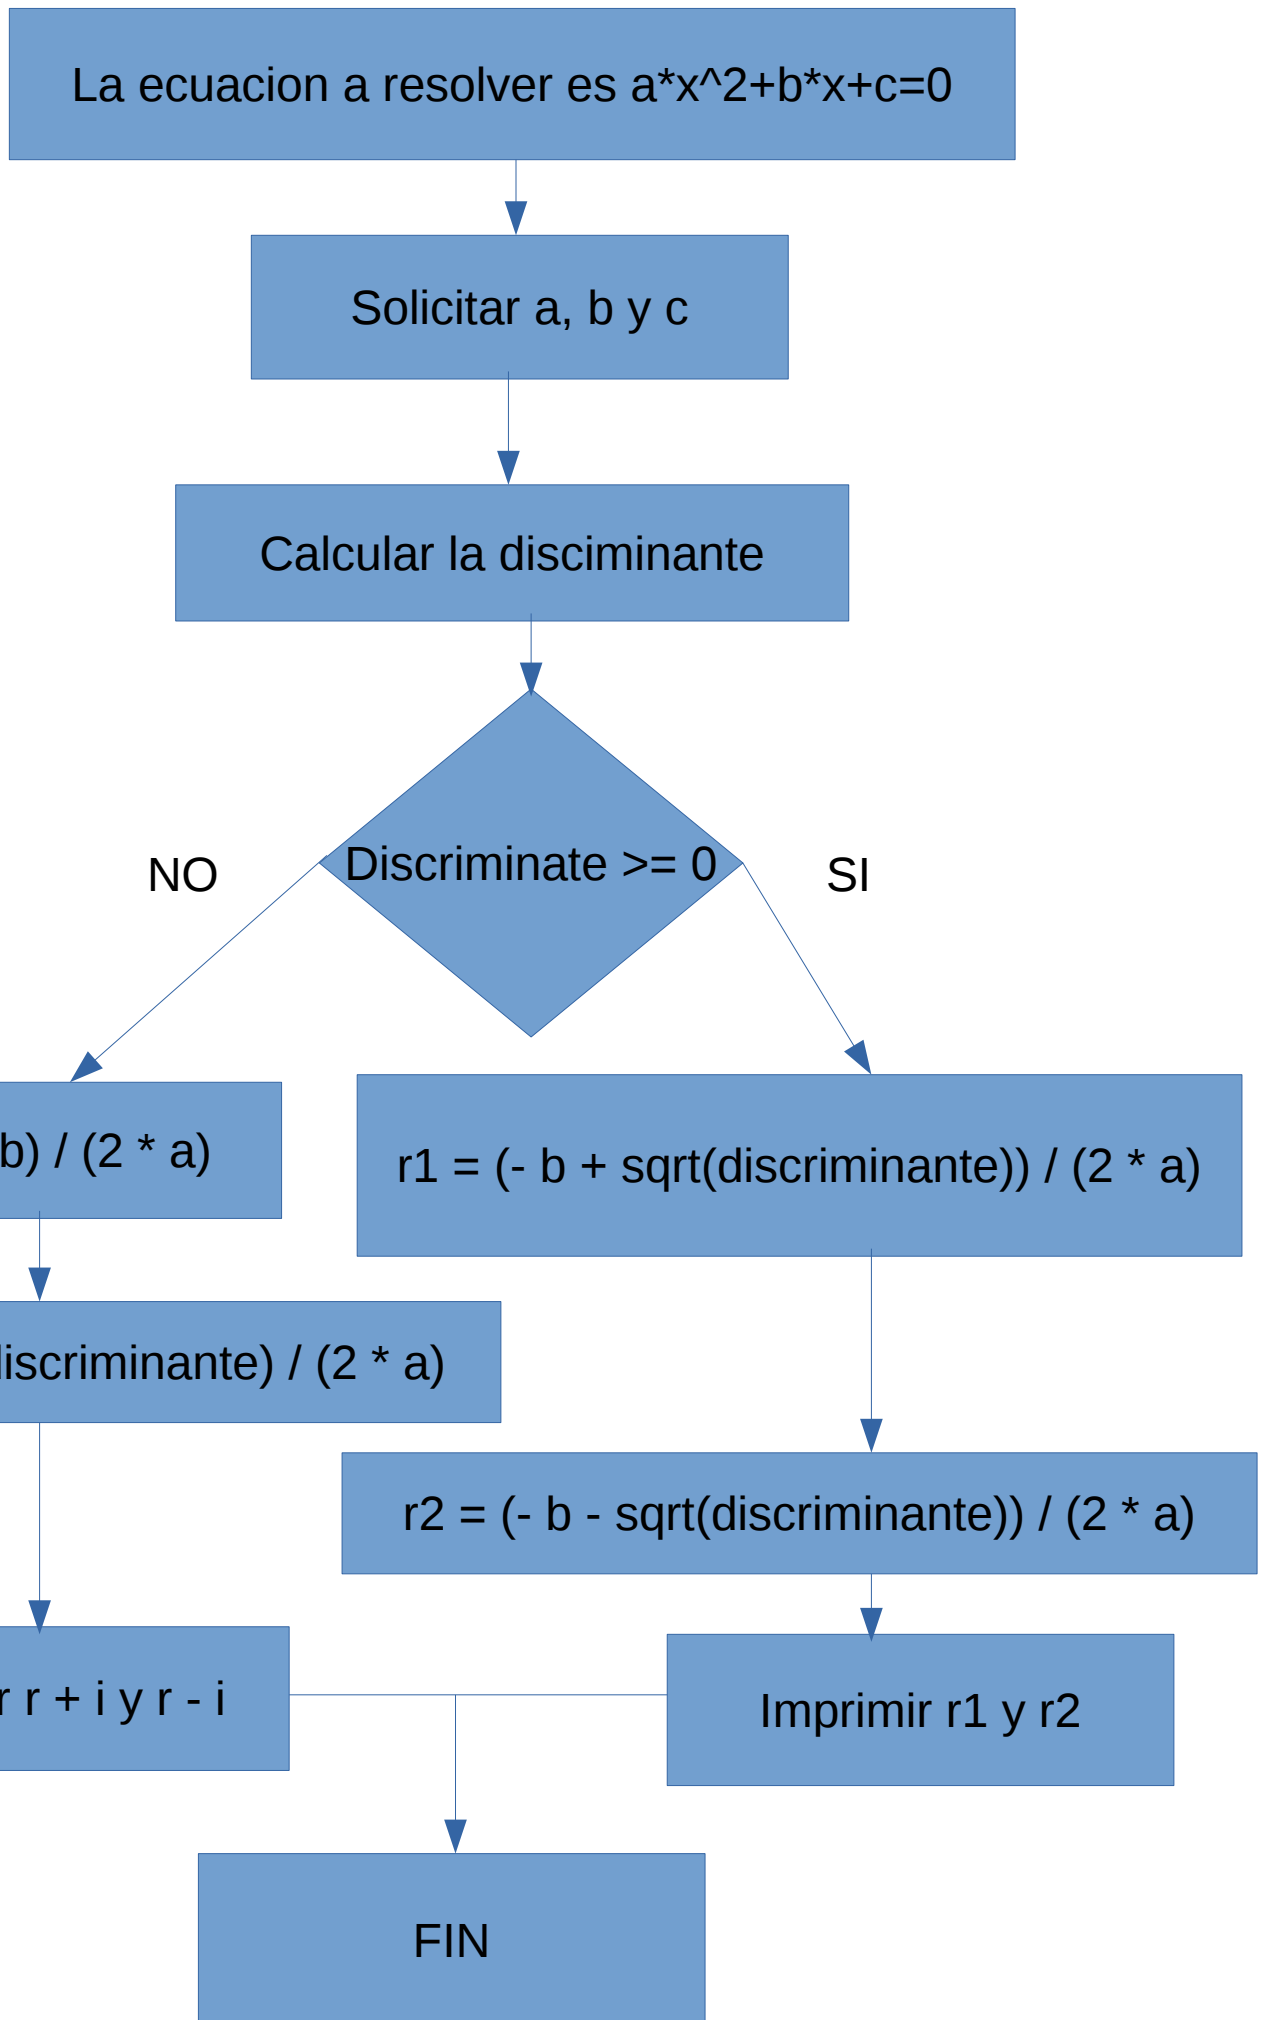 La ecuacion a resolver es a*x^2+b*x+c=0
Solicitar a, b y c
Calcular la disciminante
Discriminate >= 0
NO
SI
b) / (2 * a)
r1 = (- b + sqrt(discriminante)) / (2 * a)
discriminante) / (2 * a)
r2 = (- b - sqrt(discriminante)) / (2 * a)
r + i y r - i
Imprimir r1 y r2
FIN